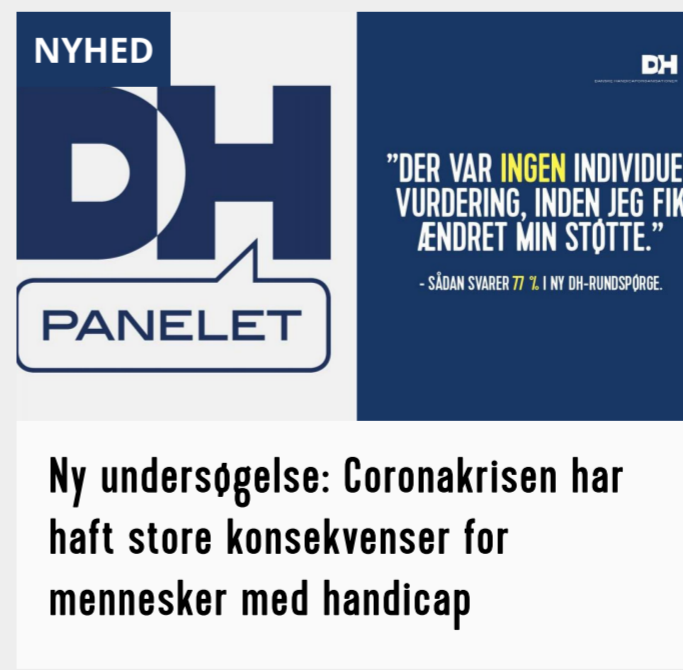 NYHED
DH
PANELET
DH
"DER VAR INGEN INDIVIDUE
VURDERING, INDEN JEG FIK
ÆNDRET MIN STØTTE."
- SÅDAN SVARER 77 % I NY DH-RUNDSPØRGE.
Ny undersøgelse: Coronakrisen har
haft store konsekvenser for
mennesker med handicap